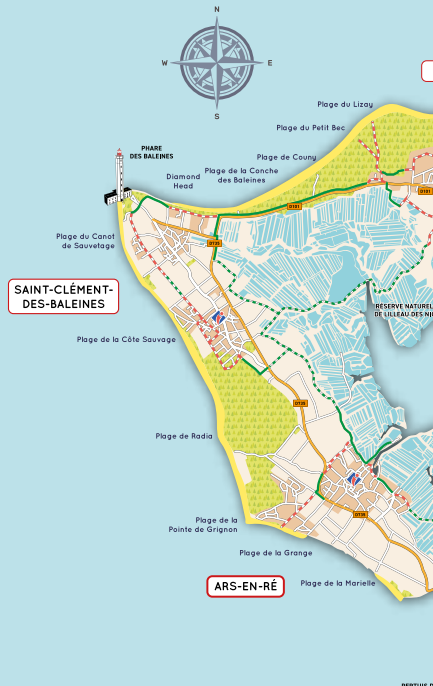 N
W
E
S
Plage du Lizay
Plage du Petit Bec
PHARE
DES BALEINES
Plage de Couny
Plage de la Conche
des Baleines
Diamond
Head
D101
D101
Plage du Canot
de Sauvetage
D735
SAINT-CLÉMENT-
DES-BALEINES
RÉSERVE NATUREL
DE LILLEAU DES NI
Plage de la Côte Sauvage
D735
Plage de Radia
D735
Plage de la
Pointe de Grignon
Plage de la Grange
ARS-EN-RÉ
Plage de la Marielle